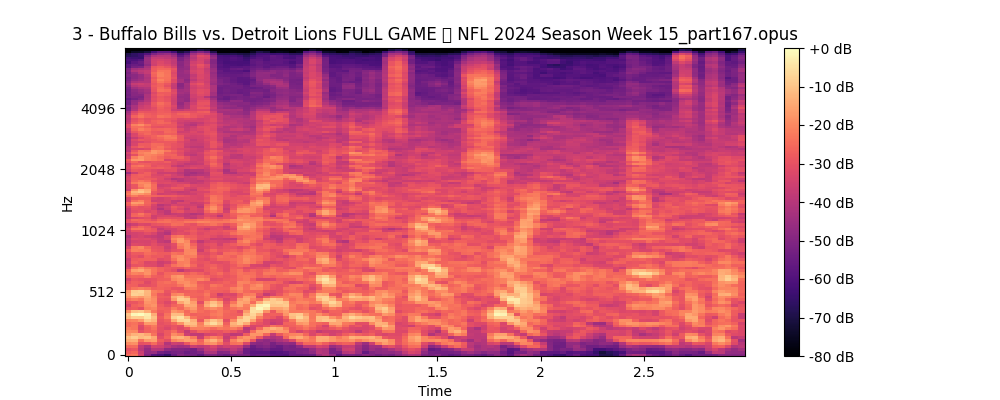 3 - Buffalo Bills vs. Detroit Lions FULL GAME ▯ NFL 2024 Season Week 15_part167.opus
Hz
4096
2048
1024
512
0
0 0.5 1 1.5 2 2.5
Time
+0 dB
-10 dB
-20 dB
-30 dB
-40 dB
-50 dB
-60 dB
-70 dB
-80 dB